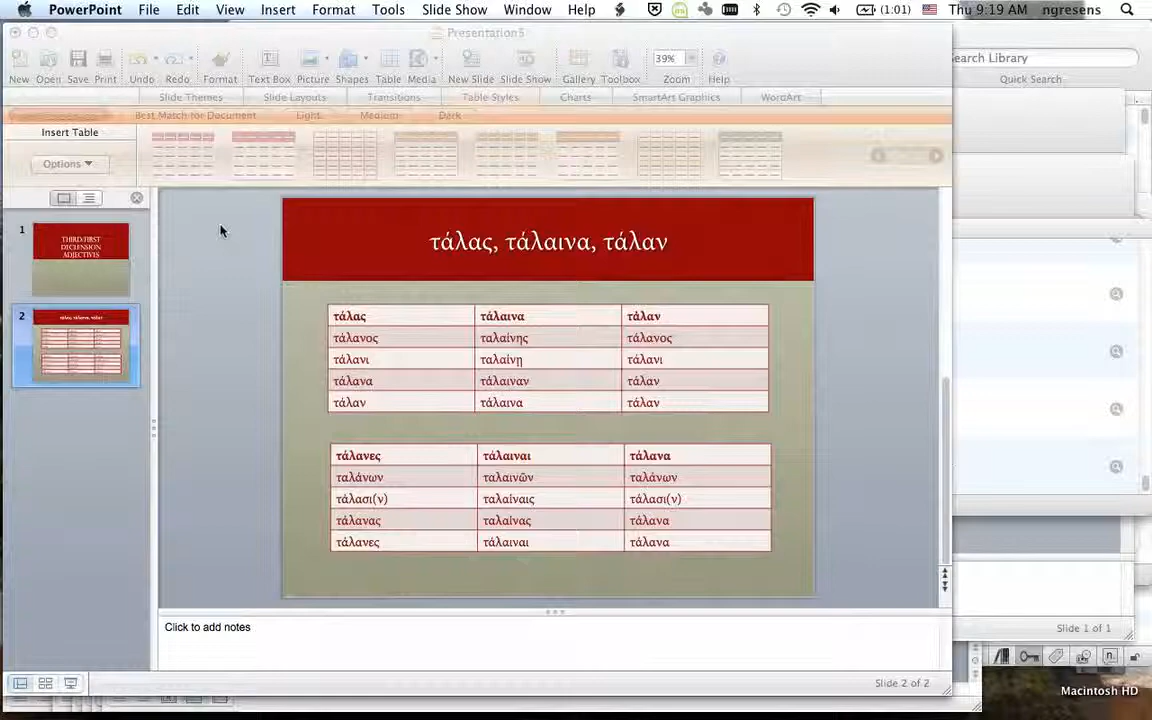 PowerPoint File Edit View Insert Format Tools Slide Show Window Help (1:01) Thu 9:19 AM ngresens
Presentation5
earch Library
39%
New Open Save Print Undo Redo Format Text Box Picture Shapes Table Media New Slide Slide Show Gallery Toolbox Zoom Help
Quick Search
Slide Themes Slide Layouts Transitions Table Styles Charts SmartArt Graphics WordArt
Best Match for Document Light Medium Dark
Insert Table
Options
1
THIRD/FIRST
DECLENSION
ADJECTIVES
2
τάλας, τάλαινα, τάλαν
τάλας τάλαινα τάλαν
τάλανος ταλαίνης τάλανος
τάλανι ταλαίνῃ τάλανι
τάλανα τάλαιναν τάλαν
τάλαν τάλαινα τάλαν
τάλανες τάλαιναι τάλανα
ταλάνων ταλαινῶν ταλάνων
τάλασι(ν) ταλαίναις τάλασι(ν)
τάλανας ταλαίνας τάλανα
τάλανες τάλαιναι τάλανα
Click to add notes
Slide 1 of 1
Slide 2 of 2
Macintosh HD